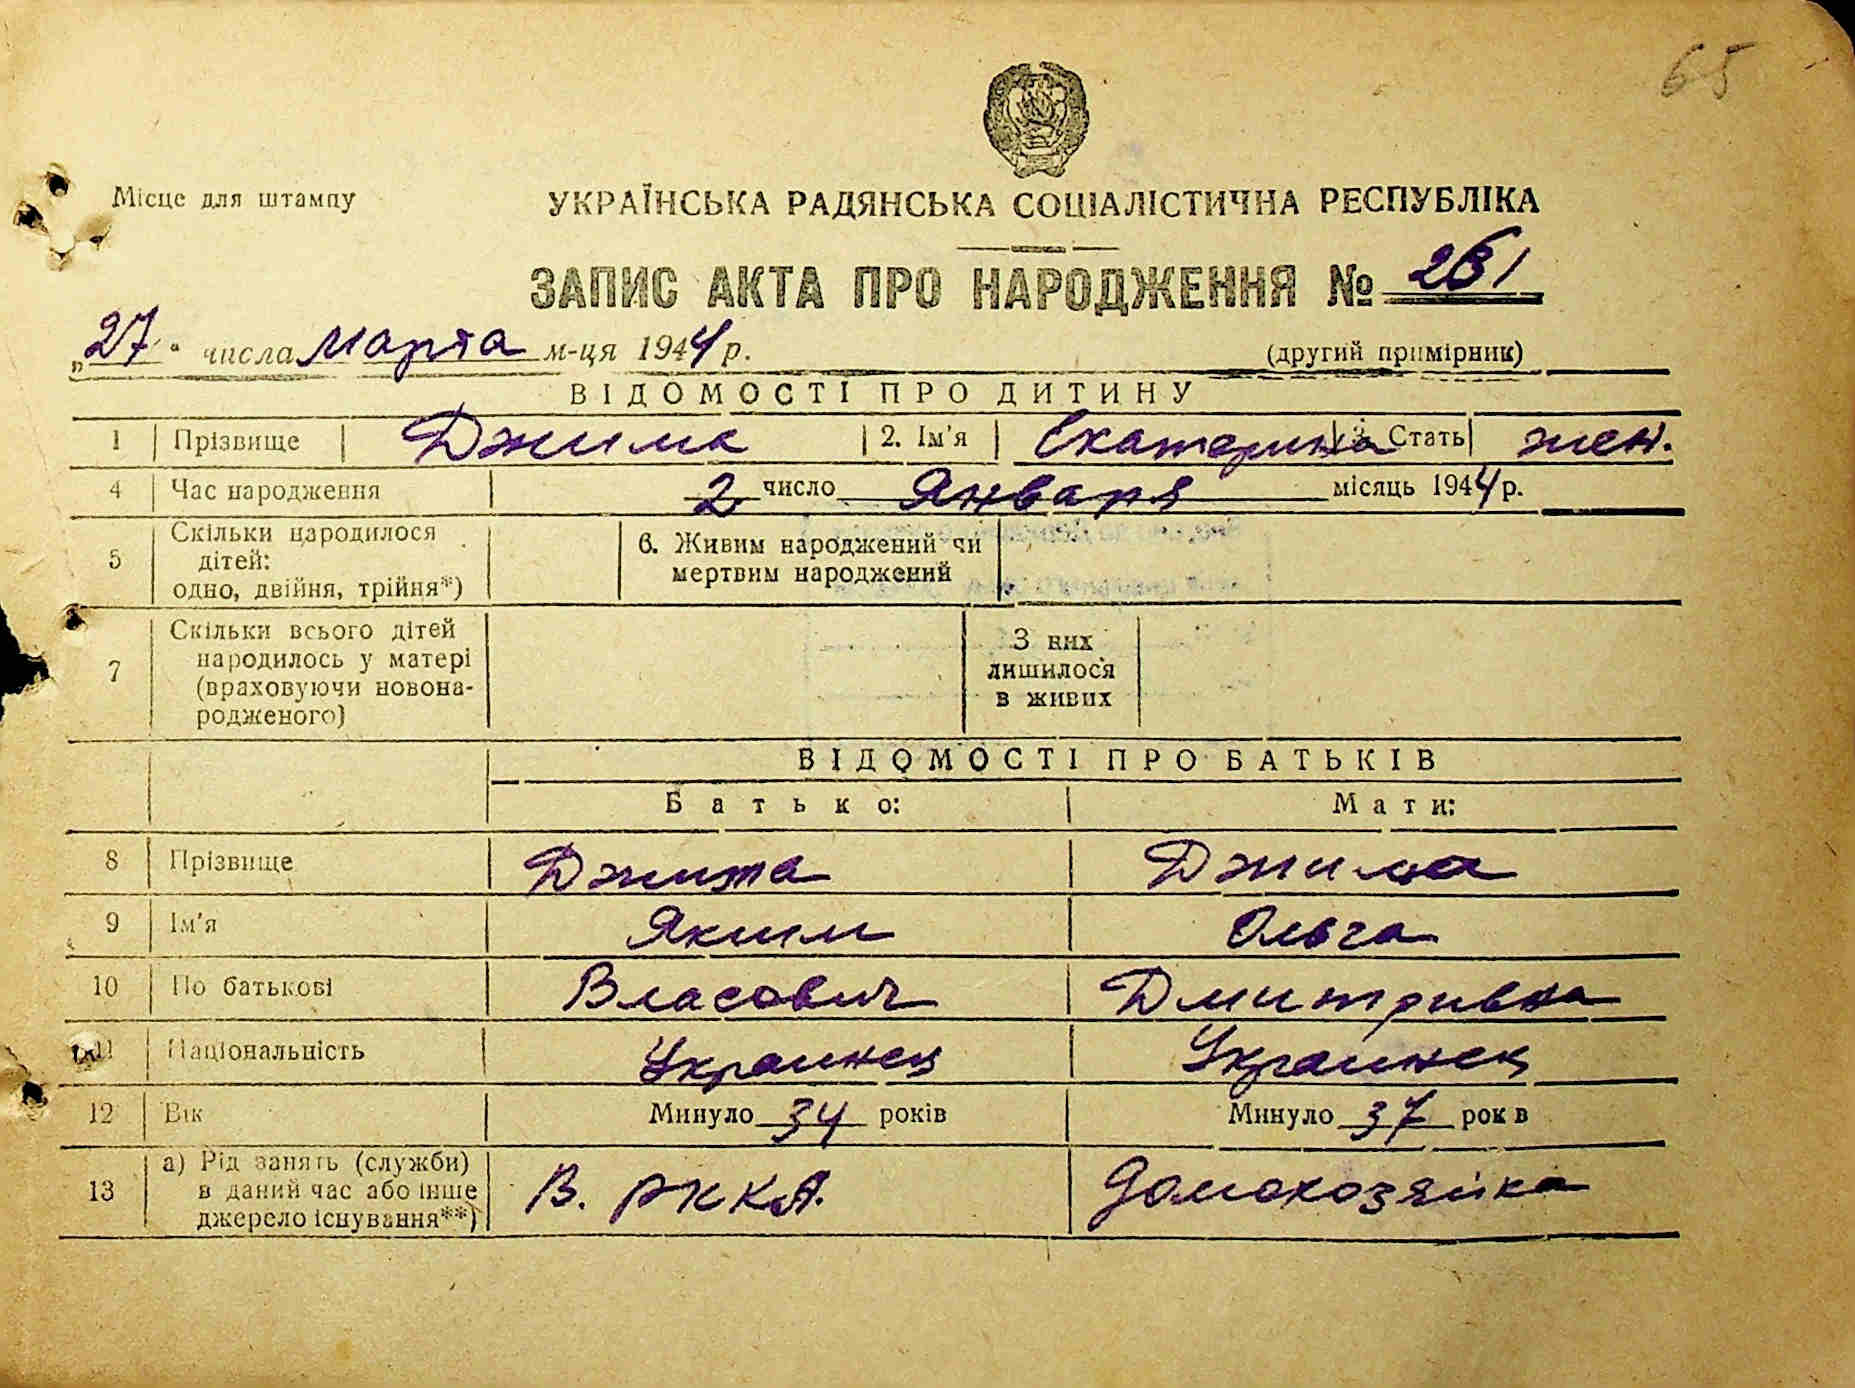 65
Місце для штампу
УКРАЇНСЬКА РАДЯНСЬКА СОЦІАЛІСТИЧНА РЕСПУБЛІКА
ЗАПИС АКТА ПРО НАРОДЖЕННЯ №
„27“ числа марта м-ця 1944 р.
(другий примірник)
ВІДОМОСТІ ПРО ДИТИНУ
1 Прізвище Джима 2. Ім'я Екатерина 3. Стать жен.
4 Час народження 2 число Января місяць 1944 р.
5 Скільки народилося дітей: одно, двійня, трійня*) 6. Живим народжений чи мертвим народжений
7 Скільки всього дітей народилось у матері (враховуючи новона-родженого) З них лишилося в живих
ВІДОМОСТІ ПРО БАТЬКІВ
Батько: Мати:
8 Прізвище Джима Джима
9 Ім'я Яким Ольга
10 По батькові Власович Дмитривна
11 Національність Украинец Украинец
12 Вік Минуло 34 років Минуло 37 років
13 а) Рід занять (служби) в даний час або інше джерело існування**) В. РККА. Домохозяйка